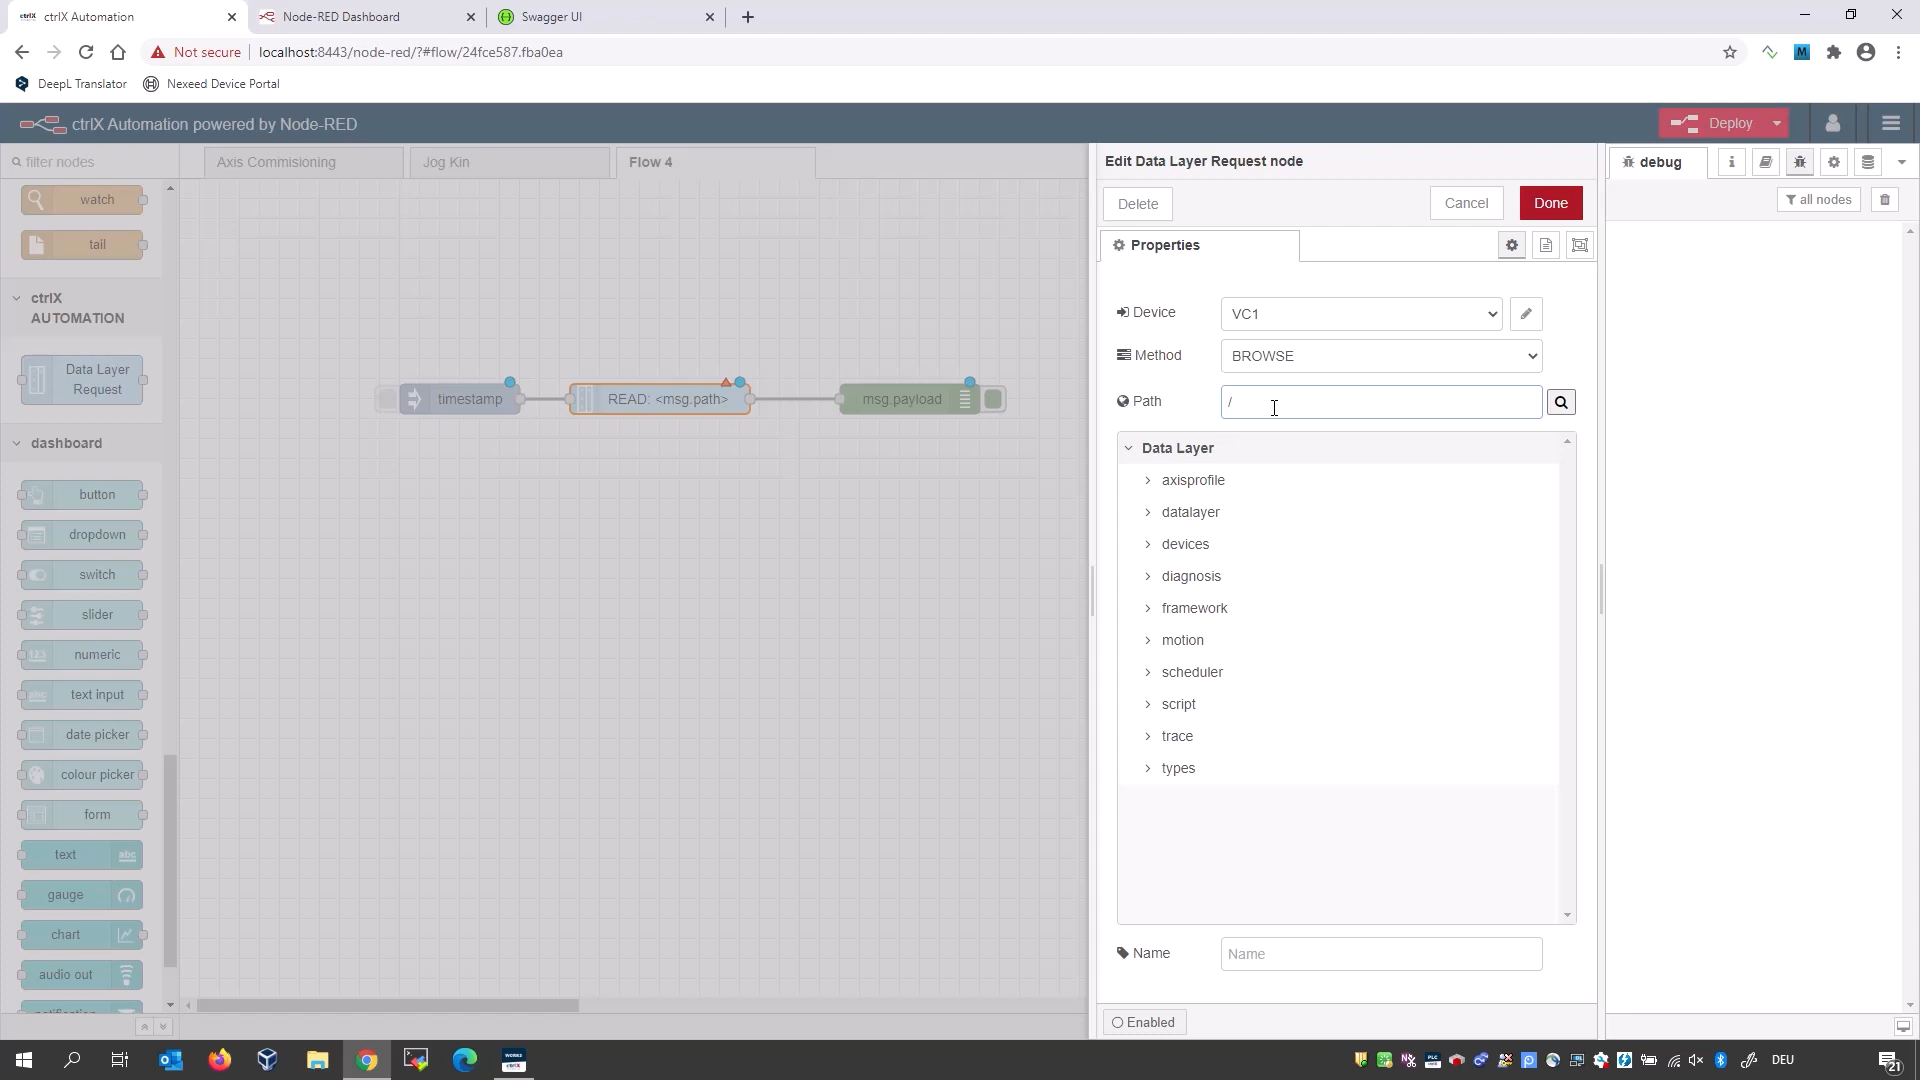 ctrlX Automation
Node-RED Dashboard
Swagger UI
Not secure
localhost:8443/node-red/?#flow/24fce587.fba0ea
DeepL Translator
Nexeed Device Portal
ctrlX Automation powered by Node-RED
Deploy
filter nodes
Axis Commisioning
Jog Kin
Flow 4
watch
tail
ctrlX
AUTOMATION
Data Layer
Request
dashboard
button
dropdown
switch
slider
numeric
text input
date picker
colour picker
form
text
gauge
chart
audio out
timestamp
READ: <msg.path>
msg.payload
Edit Data Layer Request node
Delete
Cancel
Done
Properties
Device
VC1
Method
BROWSE
Path
/
Data Layer
axisprofile
datalayer
devices
diagnosis
framework
motion
scheduler
script
trace
types
Name
Name
Enabled
debug
all nodes
DEU
21